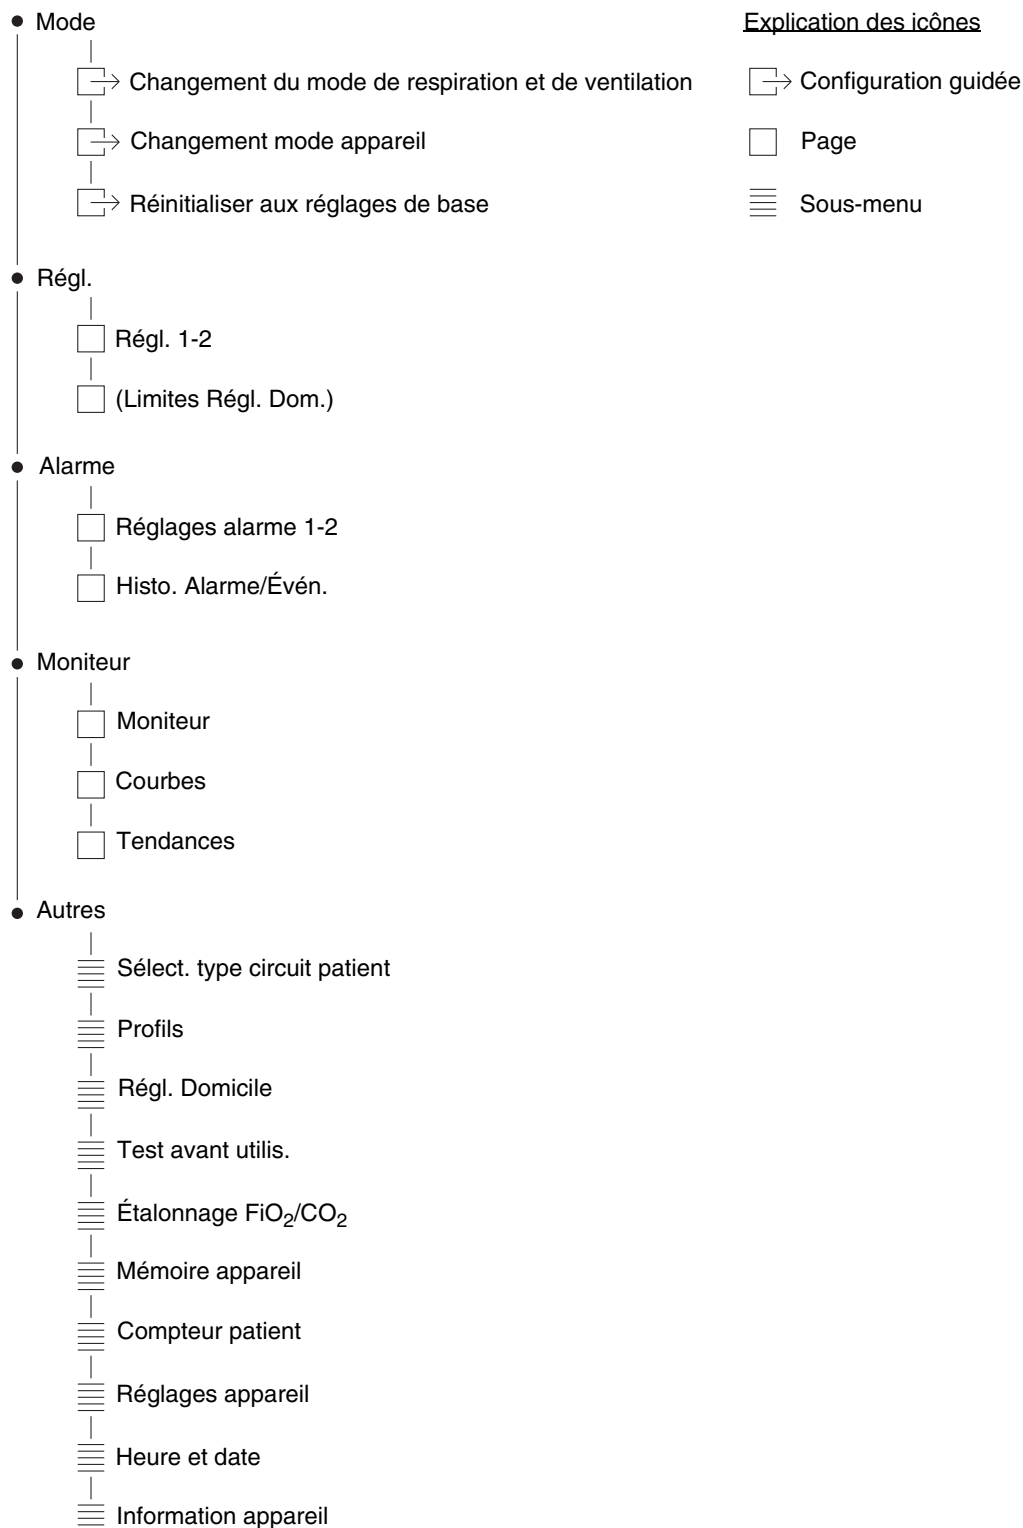 Mode
Changement du mode de respiration et de ventilation
Changement mode appareil
Réinitialiser aux réglages de base
Explication des icônes
Configuration guidée
Page
Sous-menu
Régl.
Régl. 1-2
(Limites Régl. Dom.)
Alarme
Réglages alarme 1-2
Histo. Alarme/Évén.
Moniteur
Moniteur
Courbes
Tendances
Autres
Sélect. type circuit patient
Profils
Régl. Domicile
Test avant utilis.
Étalonnage FiO₂/CO₂
Mémoire appareil
Compteur patient
Réglages appareil
Heure et date
Information appareil